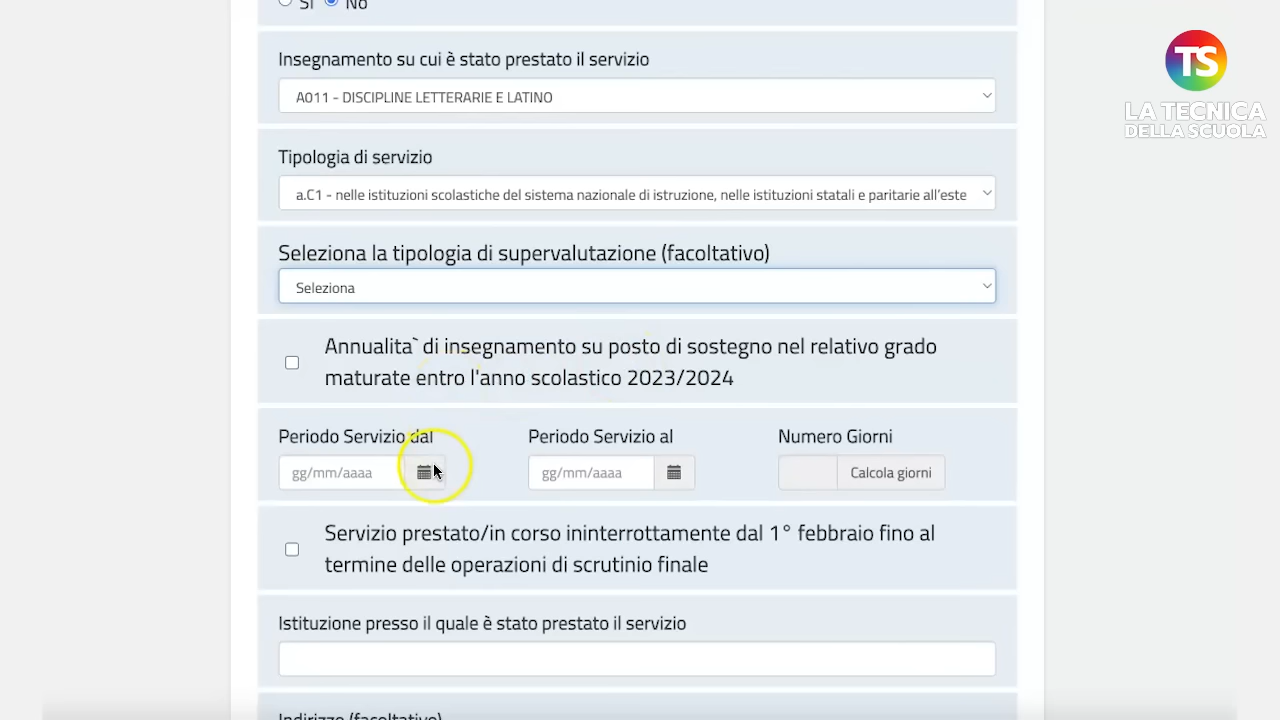 Sì No
Insegnamento su cui è stato prestato il servizio
A011 - DISCIPLINE LETTERARIE E LATINO
Tipologia di servizio
a.C1 - nelle istituzioni scolastiche del sistema nazionale di istruzione, nelle istituzioni statali e paritarie all'este
Seleziona la tipologia di supervalutazione (facoltativo)
Seleziona
Annualita` di insegnamento su posto di sostegno nel relativo grado
maturate entro l'anno scolastico 2023/2024
Periodo Servizio dal Periodo Servizio al Numero Giorni
gg/mm/aaaa gg/mm/aaaa Calcola giorni
Servizio prestato/in corso ininterrottamente dal 1° febbraio fino al
termine delle operazioni di scrutinio finale
Istituzione presso il quale è stato prestato il servizio
Indirizzo (facoltativo)
TS
LA TECNICA
DELLA SCUOLA